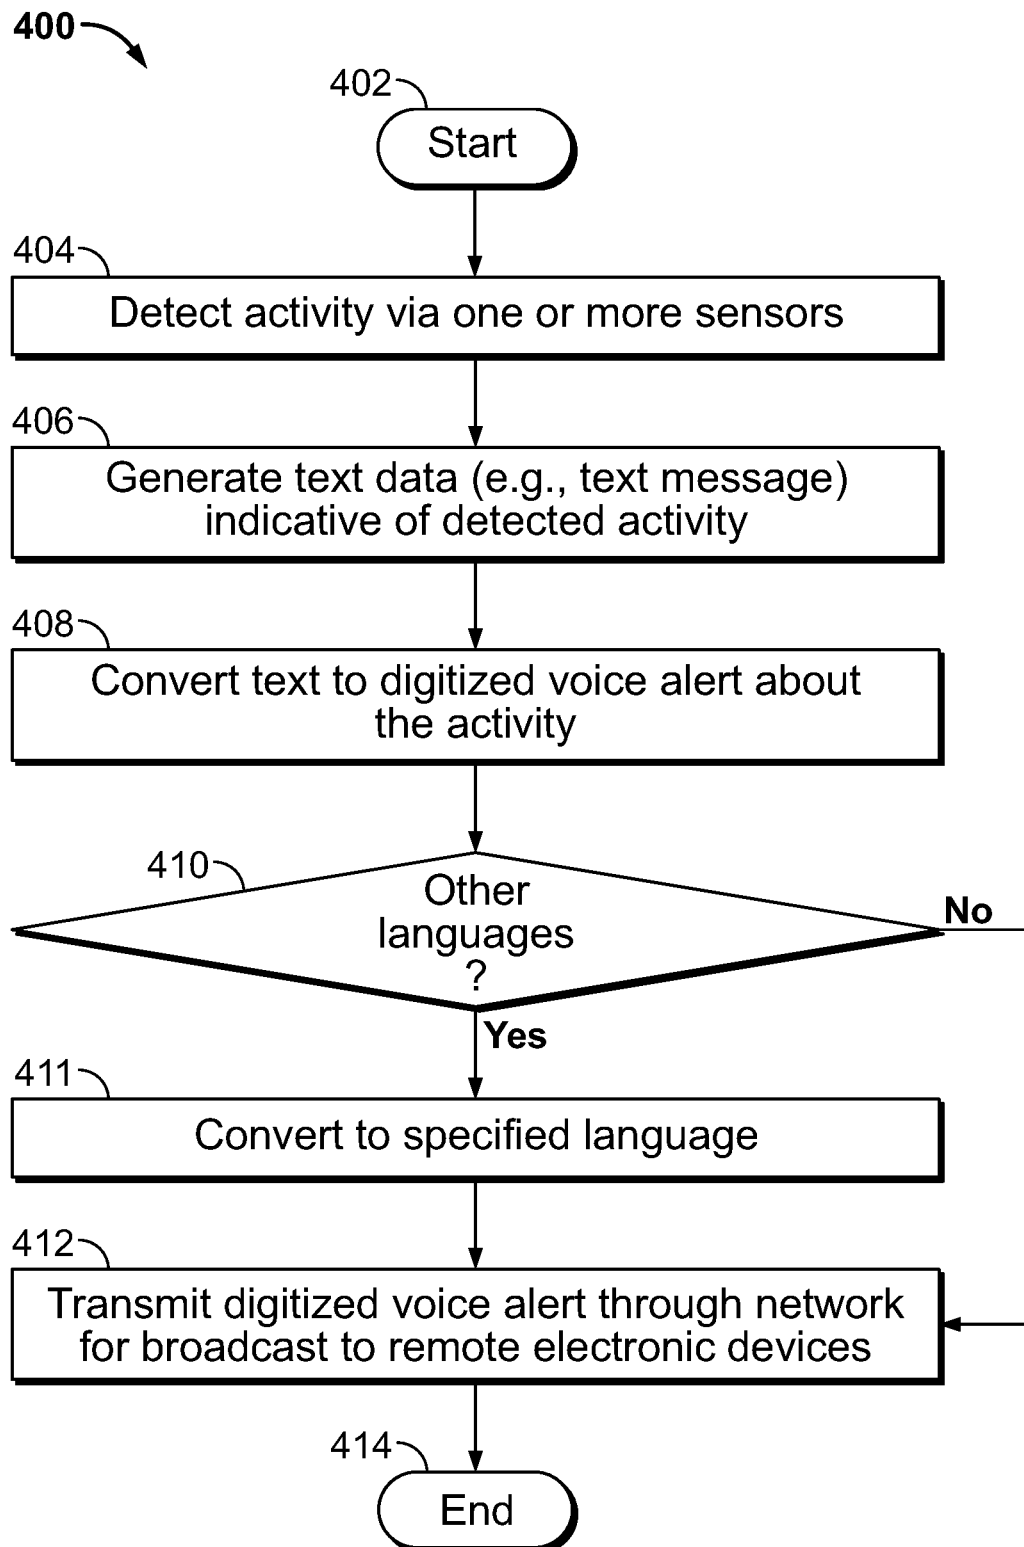 400
402
Start
404
Detect activity via one or more sensors
406
Generate text data (e.g., text message)
indicative of detected activity
408
Convert text to digitized voice alert about
the activity
410
Other
languages
?
No
Yes
411
Convert to specified language
412
Transmit digitized voice alert through network
for broadcast to remote electronic devices
414
End